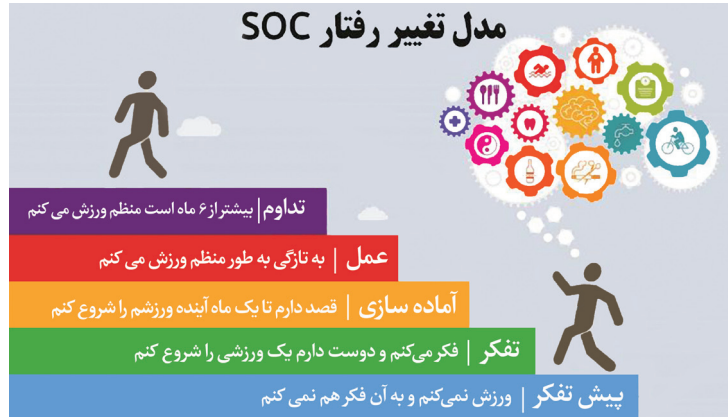 مدل تغییر رفتار SOC
تداوم | بیشتر از ۶ ماه است منظم ورزش می کنم
عمل | به تازگی به طور منظم ورزش می کنم
آماده سازی | قصد دارم تا یک ماه آینده ورزشم را شروع کنم
تفکر | فکر می‌کنم و دوست دارم یک ورزشی را شروع کنم
پیش تفکر | ورزش نمی‌کنم و به آن فکر هم نمی کنم